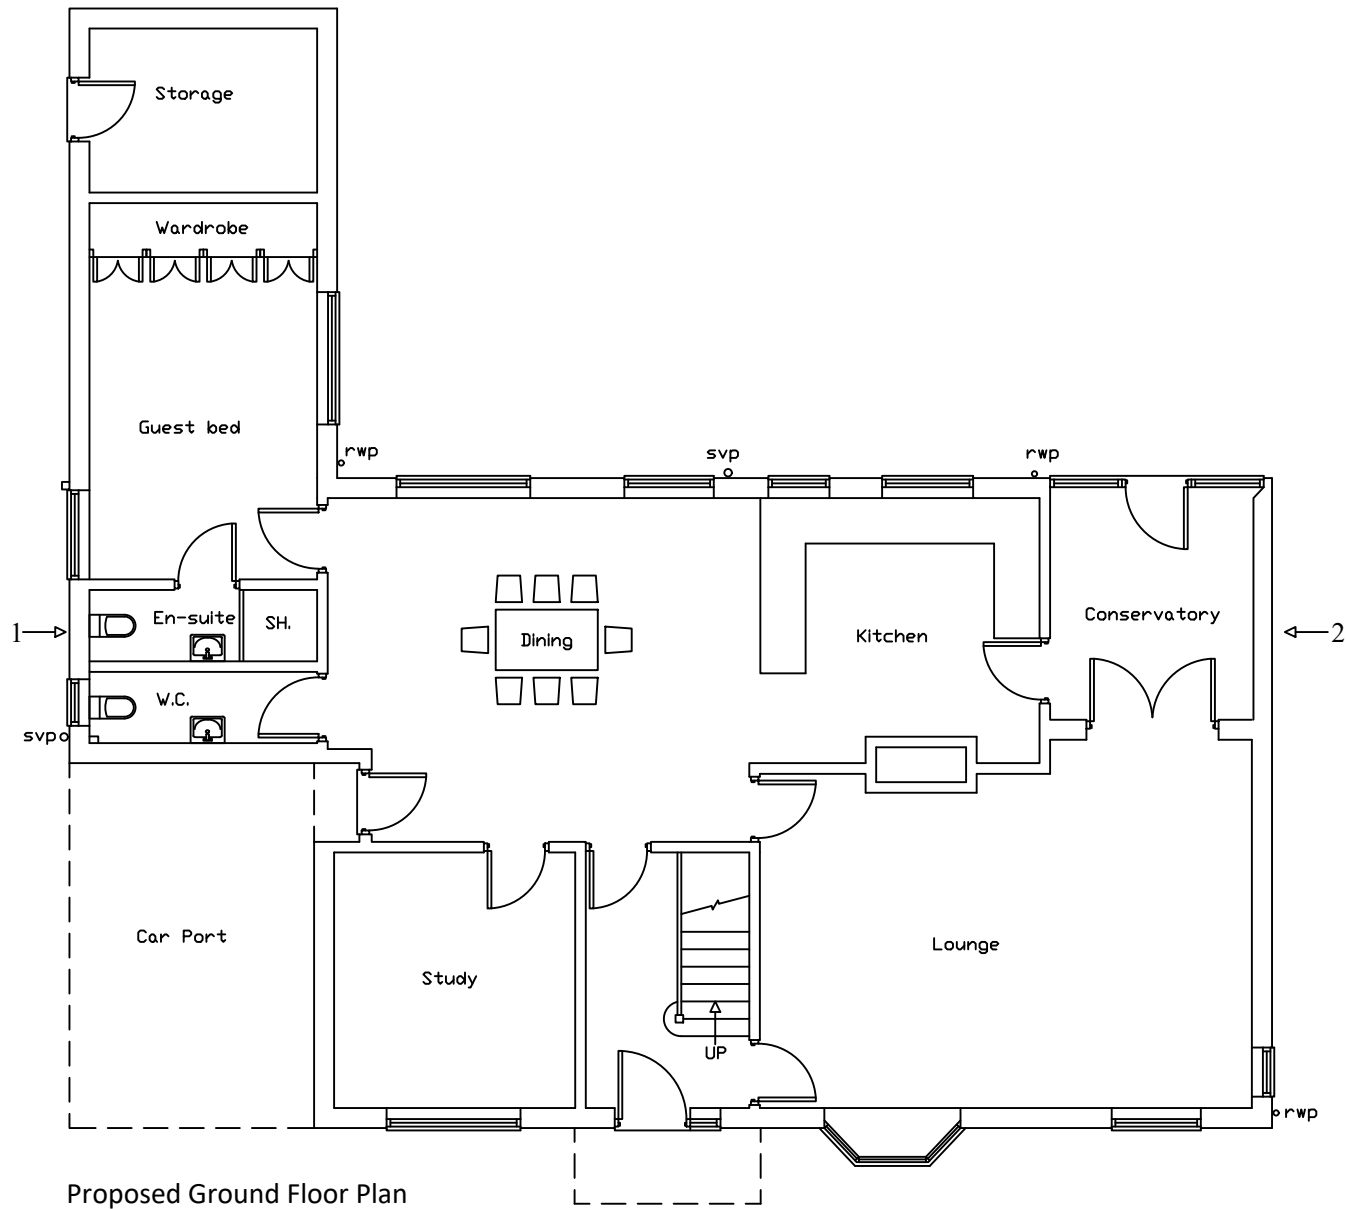 Storage
Wardrobe
Guest bed
rwp
svp
rwp
En-suite
SH.
Dining
Kitchen
Conservatory
1
2
W.C.
svp
Car Port
Study
Lounge
UP
rwp
Proposed Ground Floor Plan